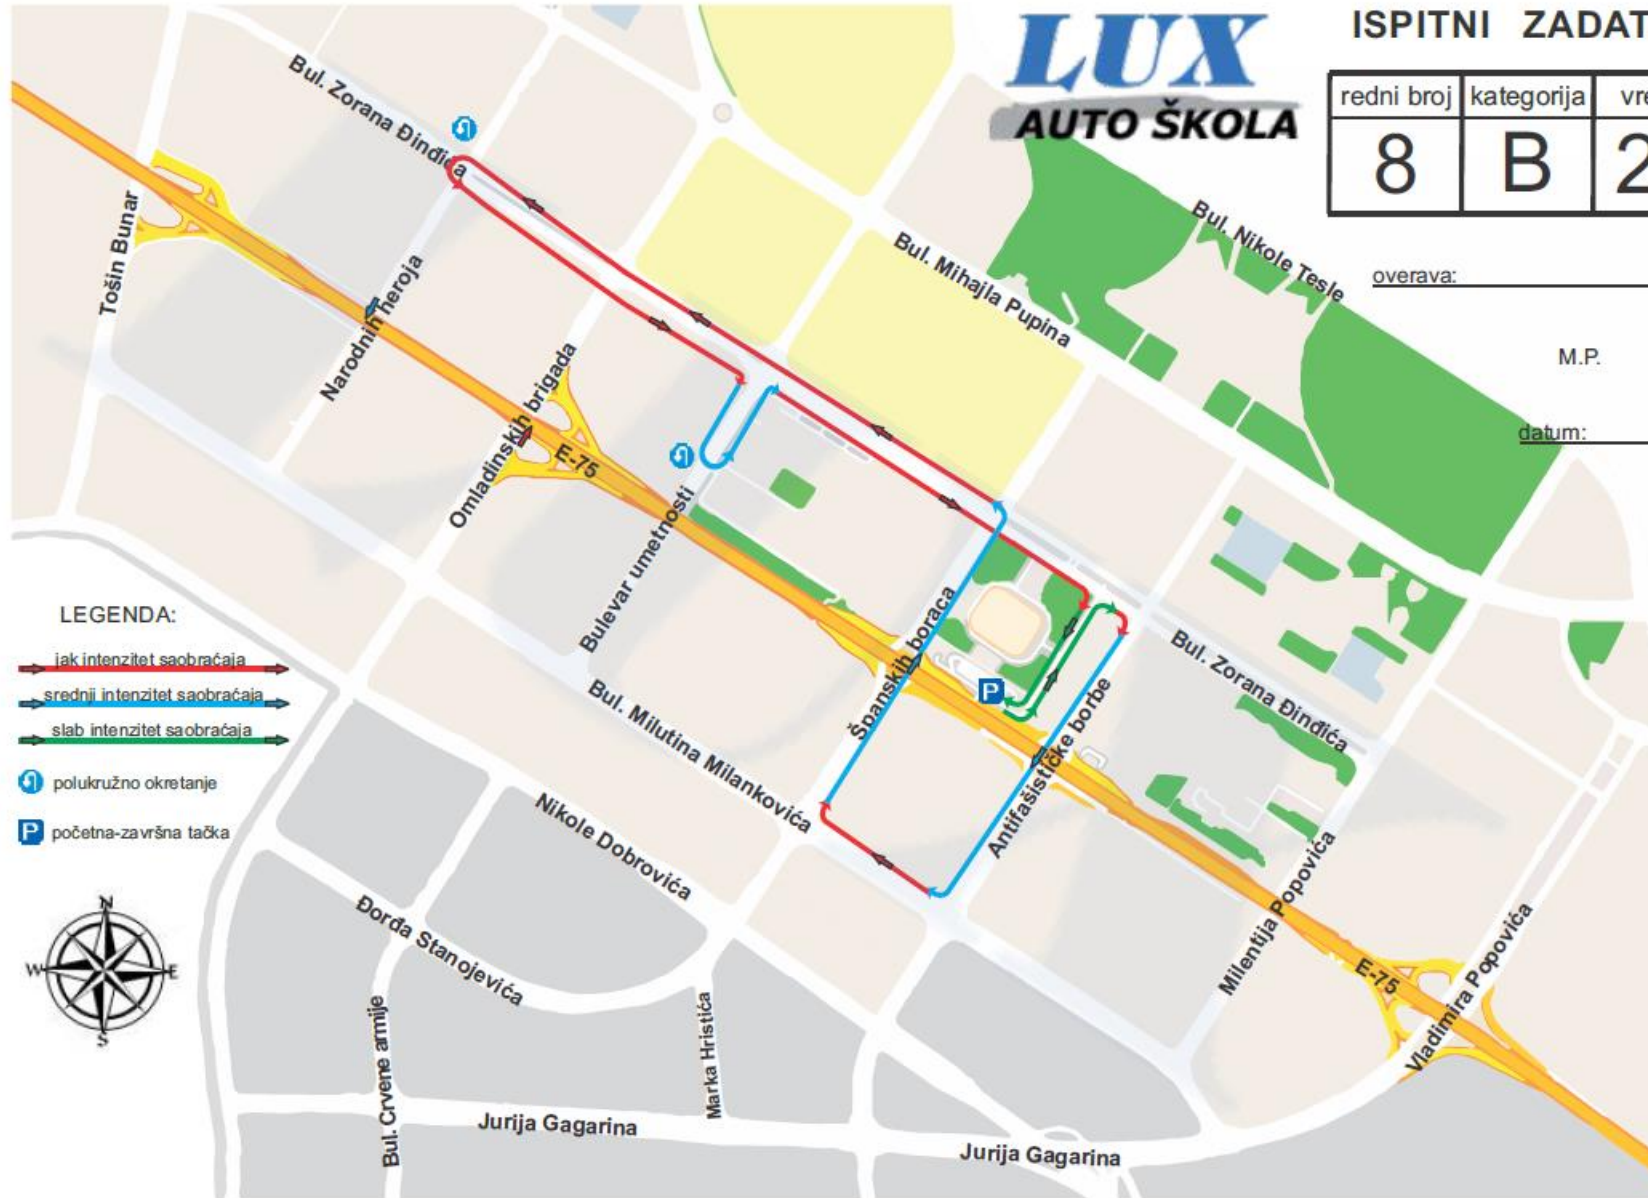 LUX
AUTO ŠKOLA
ISPITNI ZADAT
redni broj
kategorija
vre
8
B
2
overava:
M.P.
datum:
Bul. Zorana Đinđića
Tošin Bunar
Narodnih heroja
Omladinskih brigada
E-75
Bulevar umetnosti
Bul. Mihajla Pupina
Bul. Nikole Tesle
Španskih boraca
P
Antifašističke borbe
Bul. Zorana Đinđića
Bul. Milutina Milankovića
Nikole Dobrovića
Đorđa Stanojevića
Bul. Crvene armije
Marka Hristića
Jurija Gagarina
Jurija Gagarina
Milentija Popovića
E-75
Vladimira Popovića
LEGENDA:
jak intenzitet saobraćaja
srednji intenzitet saobraćaja
slab intenzitet saobraćaja
polukružno okretanje
P početna-završna tačka
N
W
E
S